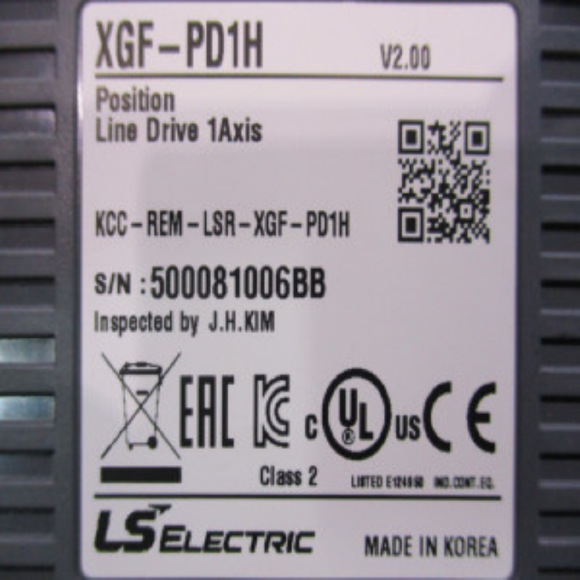 XGF-PD1H V2.00
Position
Line Drive 1Axis
KCC-REM-LSR-XGF-PD1H
S/N : 500081006BB
Inspected by J.H.KIM
EAC KC C UL ® US CE
Class 2 LISTED IND.CONT.EQ.
LS ELECTRIC MADE IN KOREA